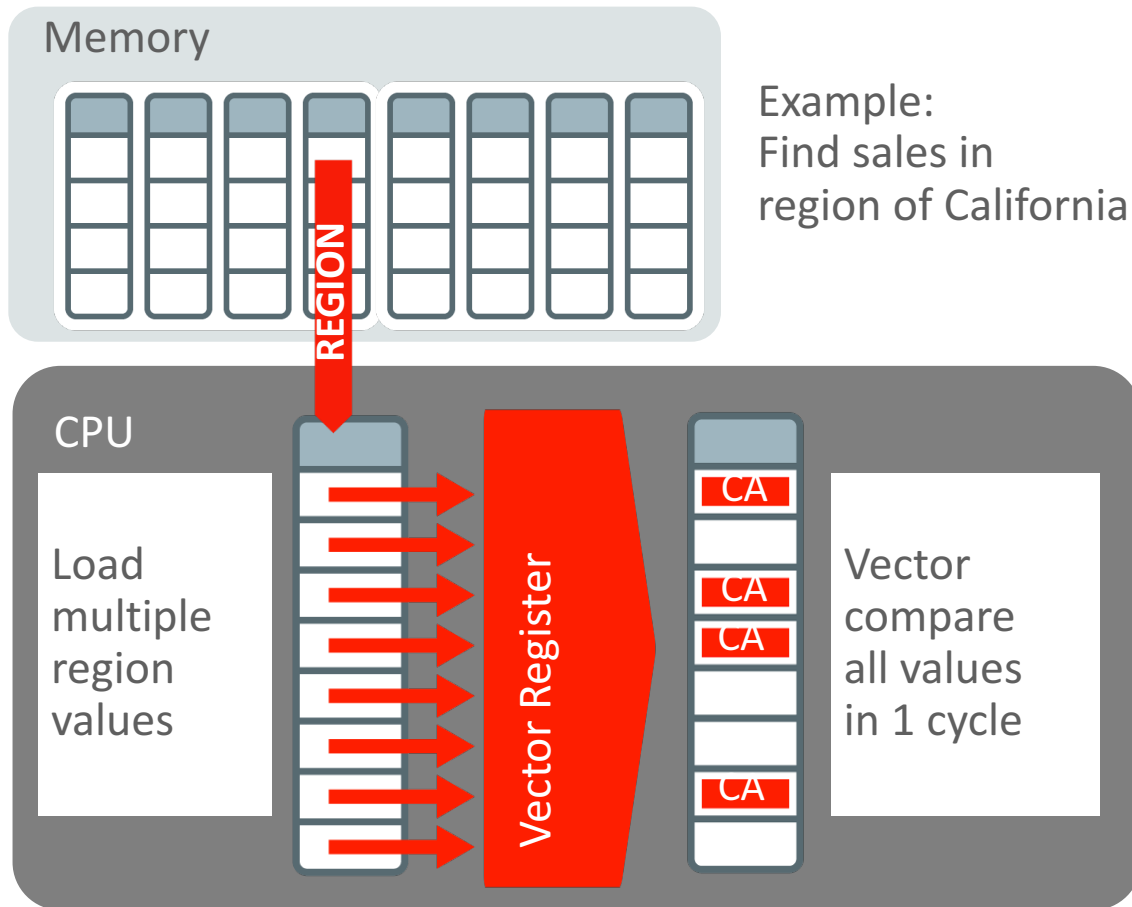 Memory
Example:
Find sales in
region of California
REGION
CPU
Load
multiple
region
values
Vector Register
CA
CA
CA
CA
Vector
compare
all values
in 1 cycle